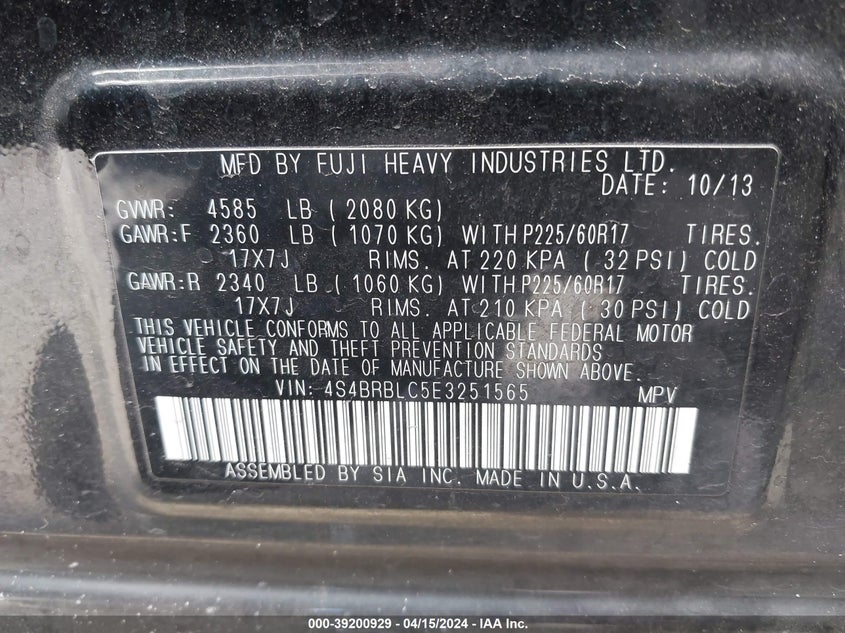 MFD BY FUJI HEAVY INDUSTRIES LTD.
DATE: 10/13
GVWR: 4585 LB ( 2080 KG)
GAWR:F 2360 LB ( 1070 KG) WITH P225/60R17 TIRES.
17X7J RIMS. AT 220 KPA ( 32 PSI) COLD
GAWR:R 2340 LB ( 1060 KG) WITH P225/60R17 TIRES.
17X7J RIMS. AT 210 KPA ( 30 PSI) COLD
THIS VEHICLE CONFORMS TO ALL APPLICABLE FEDERAL MOTOR
VEHICLE SAFETY AND THEFT PREVENTION STANDARDS
IN EFFECT ON THE DATE OF MANUFACTURE SHOWN ABOVE.
VIN: 4S4BRBLC5E3251565 MPV
ASSEMBLED BY SIA INC. MADE IN U.S.A.
000-39200929 - 04/15/2024 - IAA Inc.